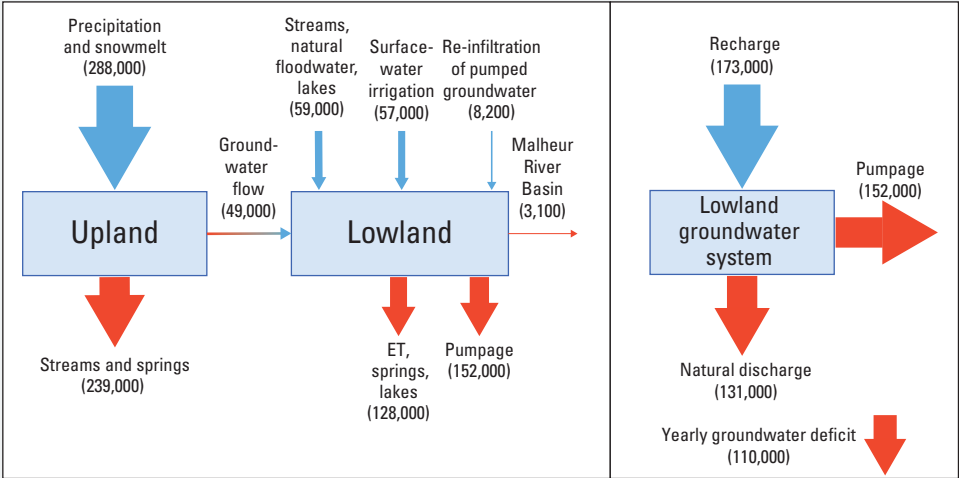 Precipitation
and snowmelt
(288,000)
Upland
Streams and springs
(239,000)
Ground-
water
flow
(49,000)
Streams,
natural
floodwater,
lakes
(59,000)
Surface-
water
irrigation
(57,000)
Re-infiltration
of pumped
groundwater
(8,200)
Lowland
Malheur
River
Basin
(3,100)
ET,
springs,
lakes
(128,000)
Pumpage
(152,000)
Recharge
(173,000)
Lowland
groundwater
system
Pumpage
(152,000)
Natural discharge
(131,000)
Yearly groundwater deficit
(110,000)